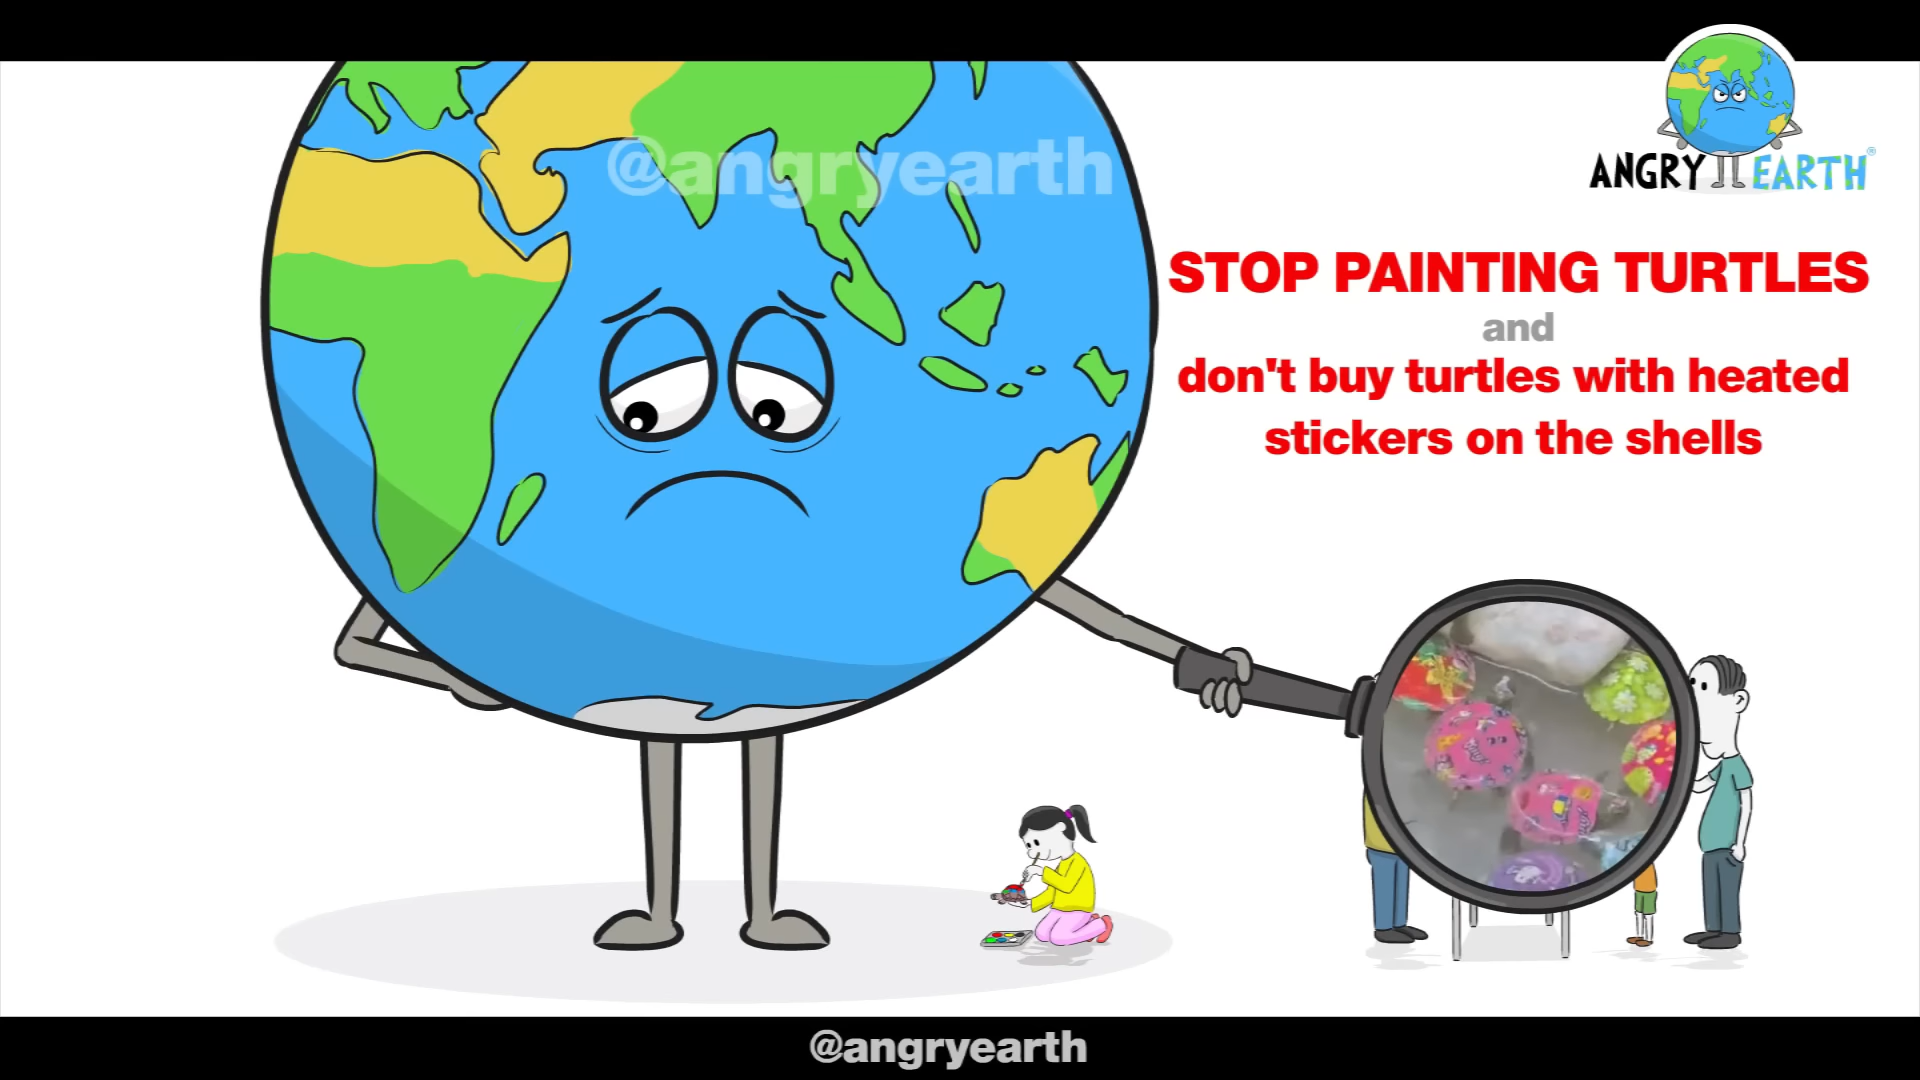 @angryearth
ANGRY EARTH®
STOP PAINTING TURTLES
and
don't buy turtles with heated
stickers on the shells
@angryearth